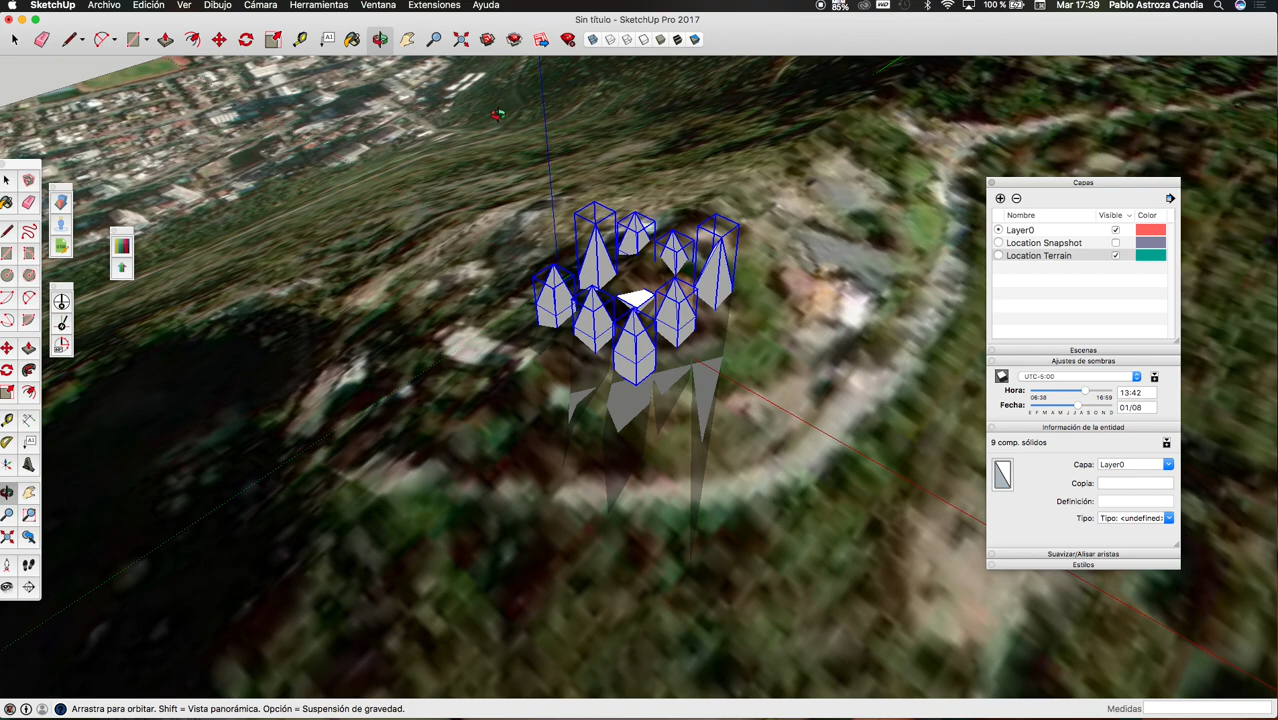 SketchUp Archivo Edición Ver Dibujo Cámara Herramientas Ventana Extensiones Ayuda 85% 100 % Mar 17:39 Pablo Astroza Candia
Sin título - SketchUp Pro 2017
A1
Capas
Nombre Visible Color
Layer0
Location Snapshot
Location Terrain
Escenas
Ajustes de sombras
UTC-5:00
Hora: 06:38 16:59 13:42
Fecha: E F M A M J J A S O N D 01/08
Información de la entidad
9 comp. sólidos
Capa: Layer0
Copia:
Definición:
Tipo: Tipo: <undefined>
Suavizar/Alisar aristas
Estilos
A1
Arrastra para orbitar. Shift = Vista panorámica. Opción = Suspensión de gravedad. Medidas